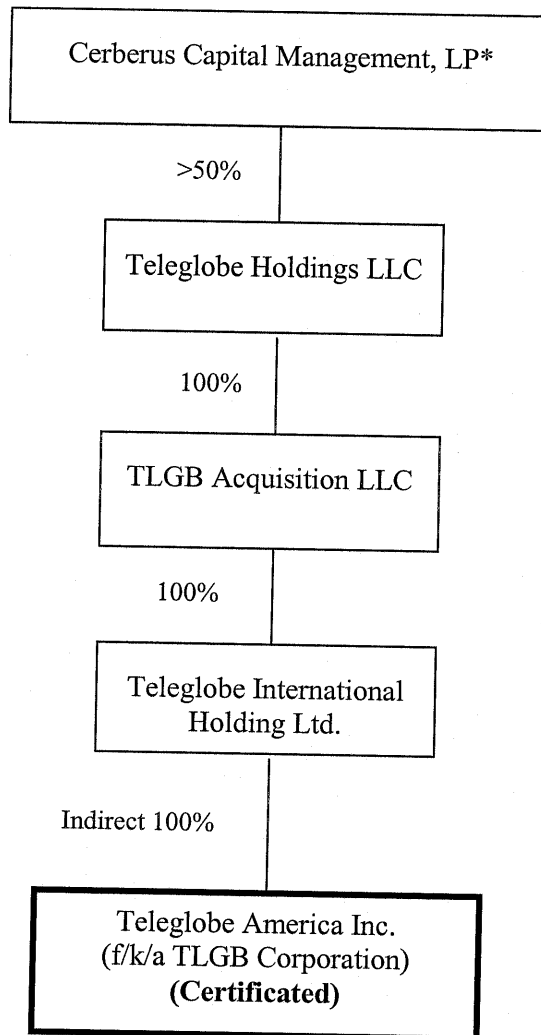 Cerberus Capital Management, LP*
>50%
Teleglobe Holdings LLC
100%
TLGB Acquisition LLC
100%
Teleglobe International
Holding Ltd.
Indirect 100%
Teleglobe America Inc.
(f/k/a TLGB Corporation)
(Certificated)